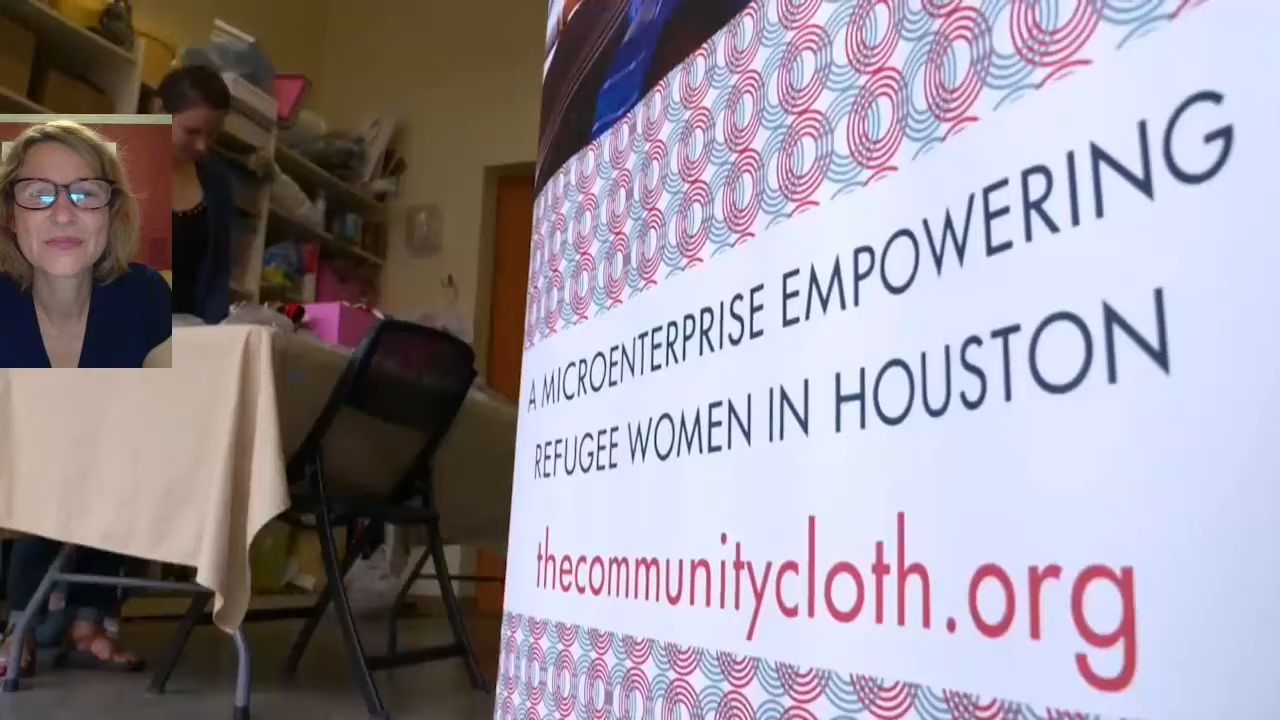 A MICROENTERPRISE EMPOWERING
REFUGEE WOMEN IN HOUSTON
thecommunitycloth.org